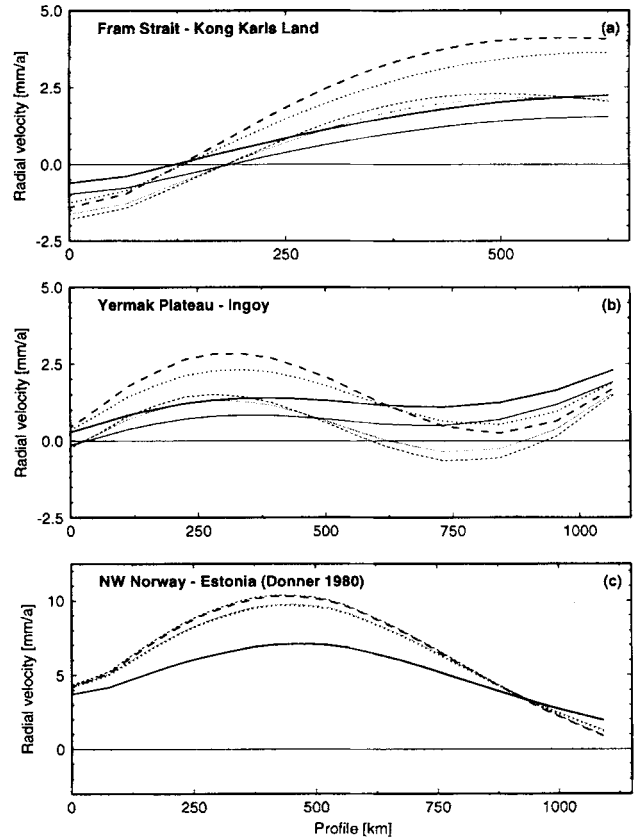 Fram Strait - Kong Karls Land
(a)
Radial velocity [mm/a]
5.0
2.5
0.0
-2.5
0
250
500
Yermak Plateau - Ingoy
(b)
Radial velocity [mm/a]
5.0
2.5
0.0
-2.5
0
250
500
750
1000
NW Norway - Estonia (Donner 1980)
(c)
Radial velocity [mm/a]
10
5
0
0
250
500
750
1000
Profile [km]